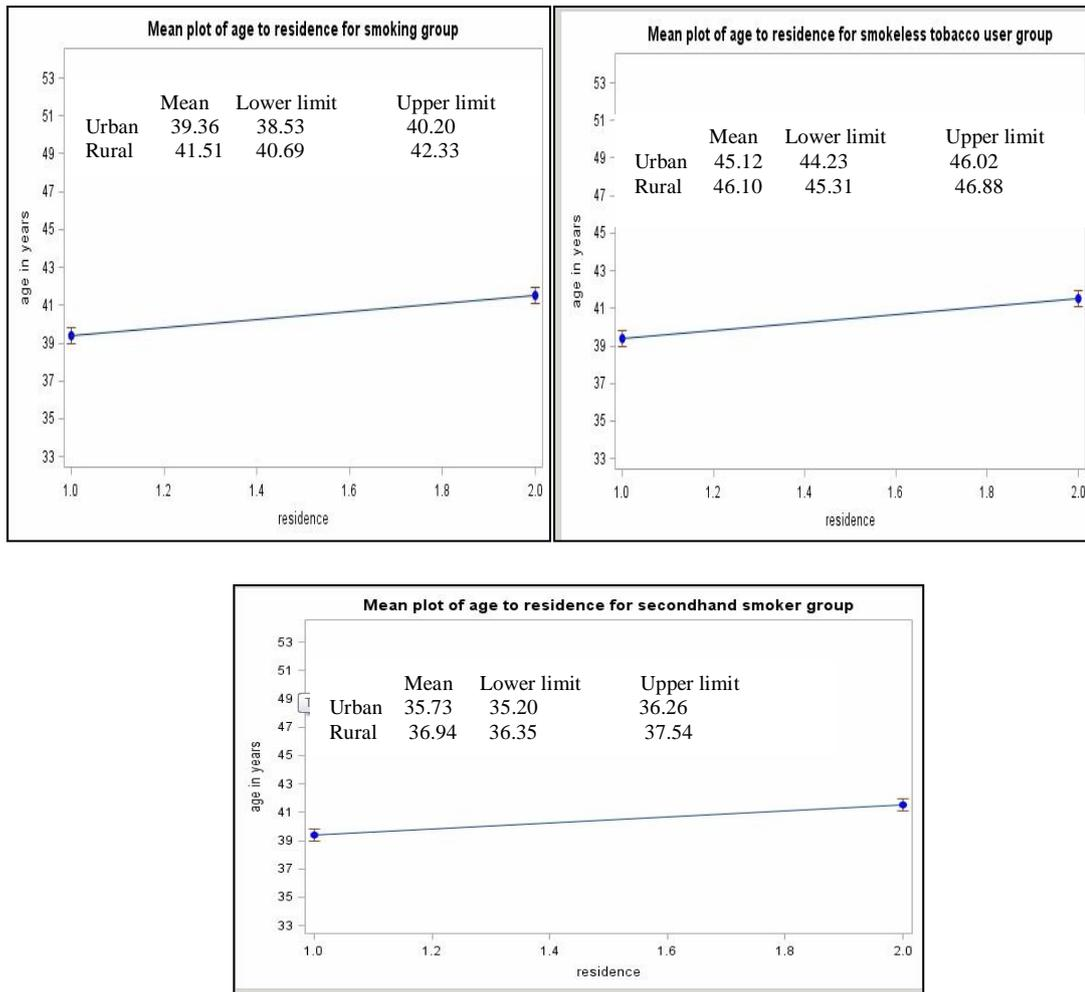 Mean plot of age to residence for smoking group
53
51
49
47
45
43
41
39
37
35
33
age in years
Mean Lower limit Upper limit
Urban 39.36 38.53 40.20
Rural 41.51 40.69 42.33
1.0 1.2 1.4 1.6 1.8 2.0
residence
Mean plot of age to residence for smokeless tobacco user group
53
51
49
47
45
43
41
39
37
35
33
age in years
Mean Lower limit Upper limit
Urban 45.12 44.23 46.02
Rural 46.10 45.31 46.88
1.0 1.2 1.4 1.6 1.8 2.0
residence
Mean plot of age to residence for secondhand smoker group
53
51
49
47
45
43
41
39
37
35
33
age in years
Mean Lower limit Upper limit
Urban 35.73 35.20 36.26
Rural 36.94 36.35 37.54
1.0 1.2 1.4 1.6 1.8 2.0
residence